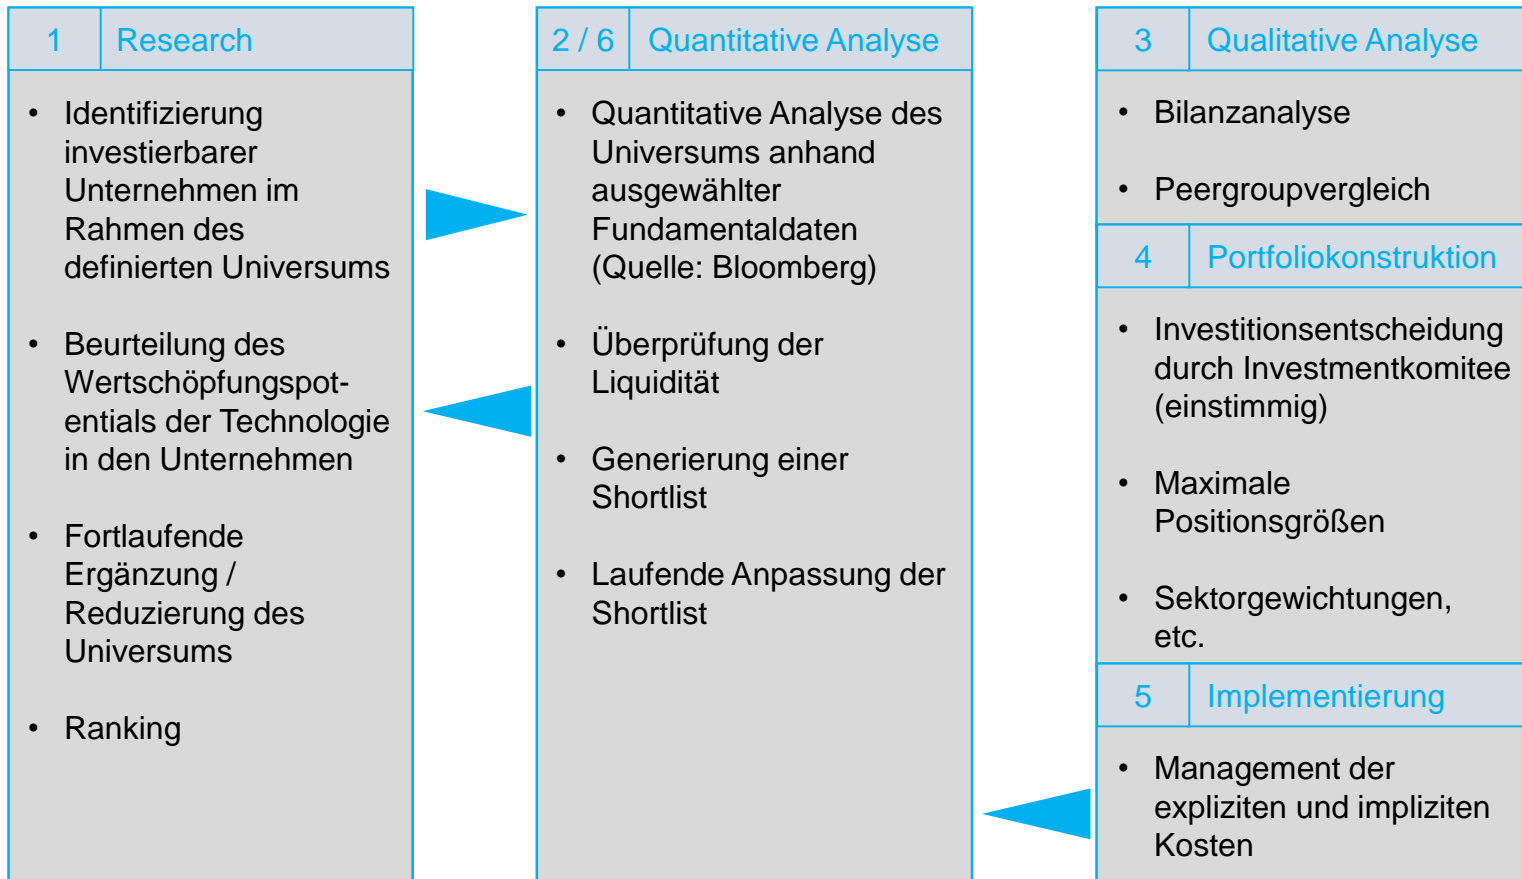 1 Research
• Identifizierung
investierbarer
Unternehmen im
Rahmen des
definierten Universums
• Beurteilung des
Wertschöpfungspot-
entials der Technologie
in den Unternehmen
• Fortlaufende
Ergänzung /
Reduzierung des
Universums
• Ranking
2 / 6 Quantitative Analyse
• Quantitative Analyse des
Universums anhand
ausgewählter
Fundamentaldaten
(Quelle: Bloomberg)
• Überprüfung der
Liquidität
• Generierung einer
Shortlist
• Laufende Anpassung der
Shortlist
3 Qualitative Analyse
• Bilanzanalyse
• Peergroupvergleich
4 Portfoliokonstruktion
• Investitionsentscheidung
durch Investmentkomitee
(einstimmig)
• Maximale
Positionsgrößen
• Sektorgewichtungen,
etc.
5 Implementierung
• Management der
expliziten und impliziten
Kosten